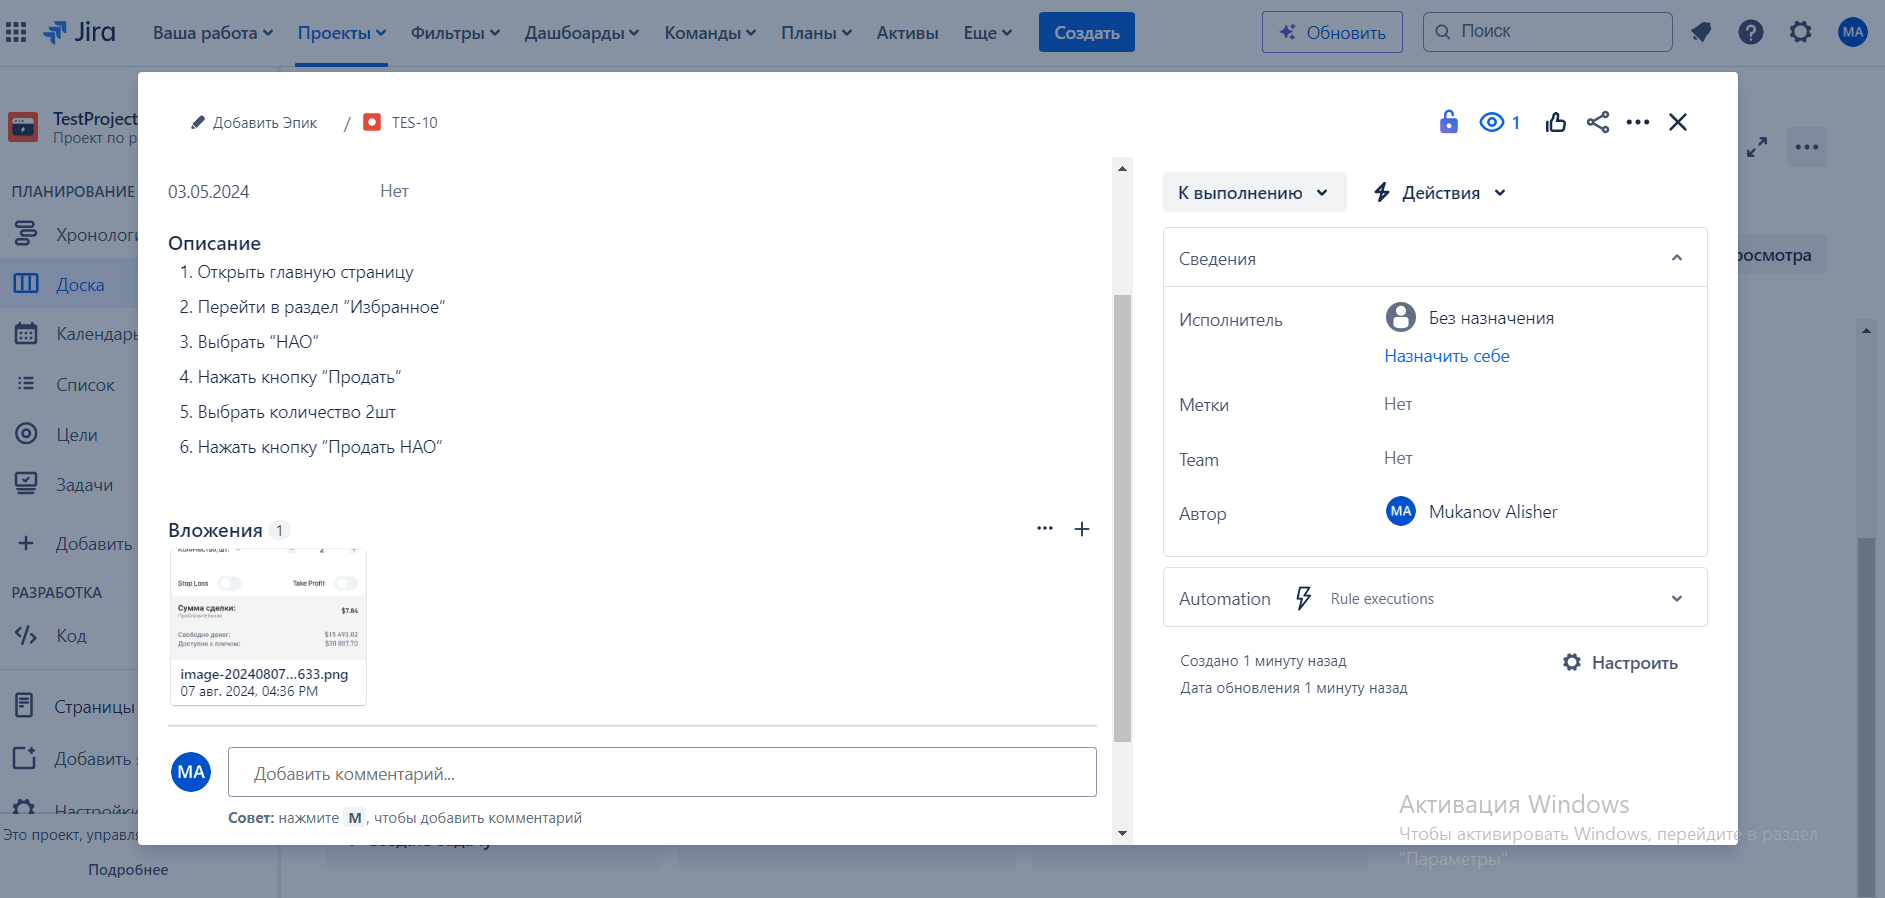 Jira
Ваша работа
Проекты
Фильтры
Дашборды
Команды
Планы
Активы
Еще
Создать
Обновить
Поиск
MA
TestProject
Проект по р
ПЛАНИРОВАНИЕ
Хронологи
Доска
Календарь
Список
Цели
Задачи
Добавить
РАЗРАБОТКА
Код
Страницы
Добавить
Настройки
Это проект, управля
Подробнее
Добавить Эпик / TES-10
1
03.05.2024 Нет
Описание
1. Открыть главную страницу
2. Перейти в раздел “Избранное“
3. Выбрать “НАО“
4. Нажать кнопку “Продать“
5. Выбрать количество 2шт
6. Нажать кнопку “Продать НАО“
Вложения 1
Stop Loss Take Profit
Сумма сделки: $7.84
Приблизительная
Свободно денег: $15 493.02
Доступно с плечом: $30 887.70
image-20240807...633.png
07 авг. 2024, 04:36 PM
MA
Добавить комментарий...
Совет: нажмите M, чтобы добавить комментарий
К выполнению
Действия
Сведения
Исполнитель Без назначения
Назначить себе
Метки Нет
Team Нет
Автор MA Mukanov Alisher
Automation Rule executions
Создано 1 минуту назад
Настроить
Дата обновления 1 минуту назад
росмотра
Активация Windows
Чтобы активировать Windows, перейдите в раздел
"Параметры".